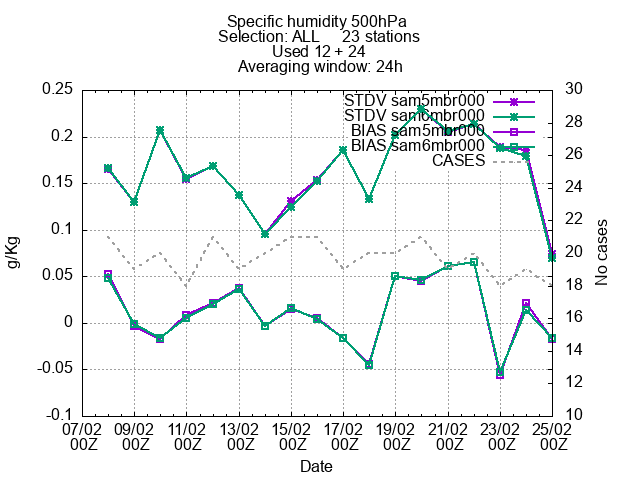 Specific humidity 500hPa
Selection: ALL 23 stations
Used 12 + 24
Averaging window: 24h
0.25
0.2
0.15
0.1
0.05
0
-0.05
-0.1
g/Kg
30
28
26
24
22
20
18
16
14
12
10
No cases
STDV sam5mbr000
STDV sam6mbr000
BIAS sam5mbr000
BIAS sam6mbr000
CASES
07/02 09/02 11/02 13/02 15/02 17/02 19/02 21/02 23/02 25/02
00Z 00Z 00Z 00Z 00Z 00Z 00Z 00Z 00Z 00Z
Date